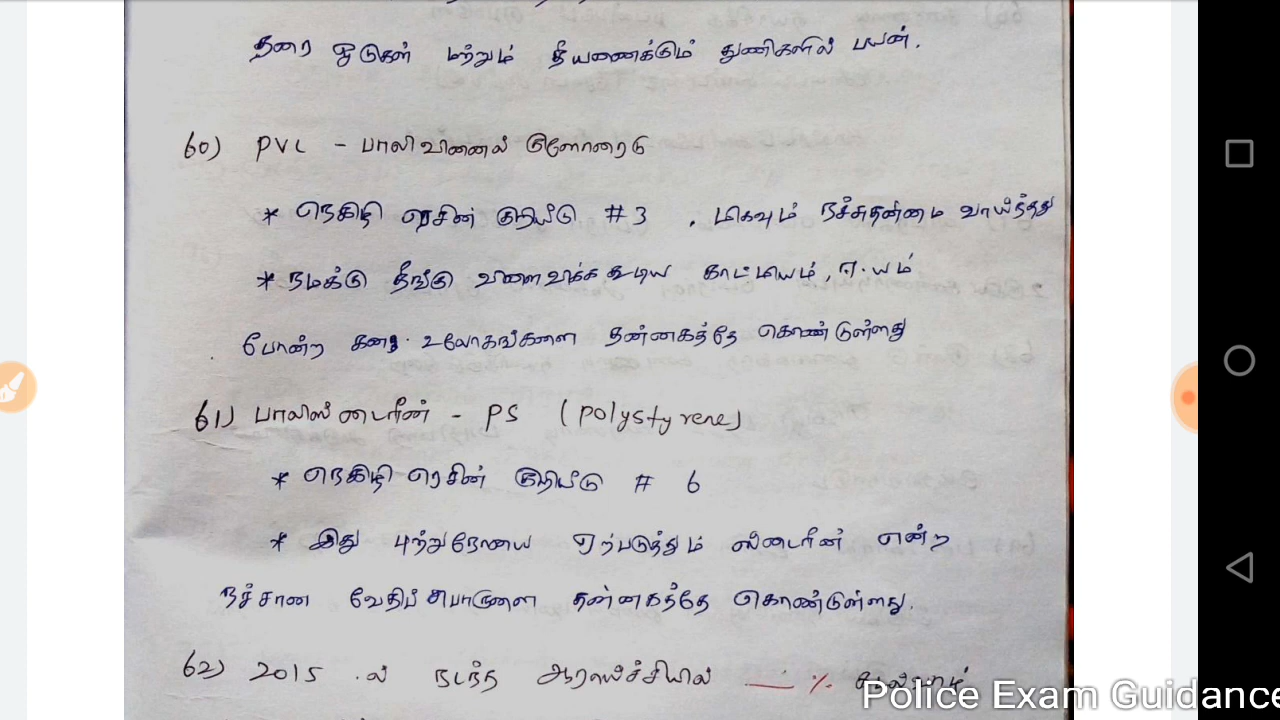 தரை ஓடுகள் மற்றும் தீயணைக்கும் துணிகளில் பயன்.
60) PVC - பாலிவினைல் குளோரைடு
* நெகிழி ரெசின் குறியீடு #3 . மிகவும் நச்சுதன்மை வாய்ந்தது
* நமக்கு தீங்கு விளைவிக்க கூடிய காட்மியம்,
போன்ற கன உலோகங்களை தன்னகத்தே கொண்டுள்ளது
61) பாலிஸ்டைரீன் - PS (polystyrene)
* நெகிழி ரெசின் குறியீடு # 6
* இது புற்றுநோயை ஏற்படுத்தும் ஸ்டைரீன் என்ற
நச்சான வேதிப் பொருளை தன்னகத்தே கொண்டுள்ளது.
62) 2015 ல் நடந்த ஆராய்ச்சியில் __ %
Police Exam Guidance